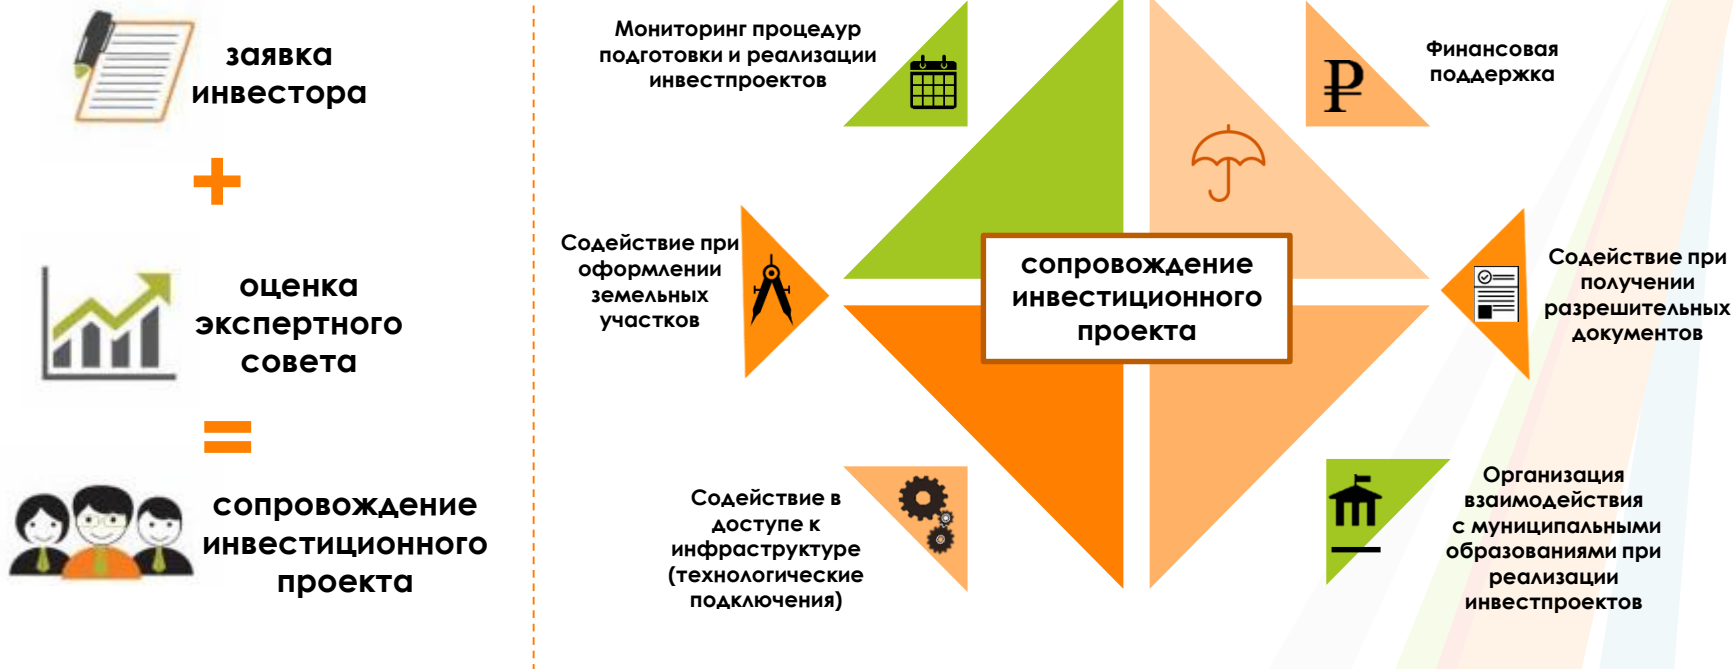 заявка
инвестора
+
оценка
экспертного
совета
=
сопровождение
инвестиционного
проекта
Мониторинг процедур
подготовки и реализации
инвестпроектов
₽
Финансовая
поддержка
Содействие при
оформлении
земельных
участков
сопровождение
инвестиционного
проекта
Содействие при
получении
разрешительных
документов
Содействие в
доступе к
инфраструктуре
(технологические
подключения)
Организация
взаимодействия
с муниципальными
образованиями при
реализации
инвестпроектов